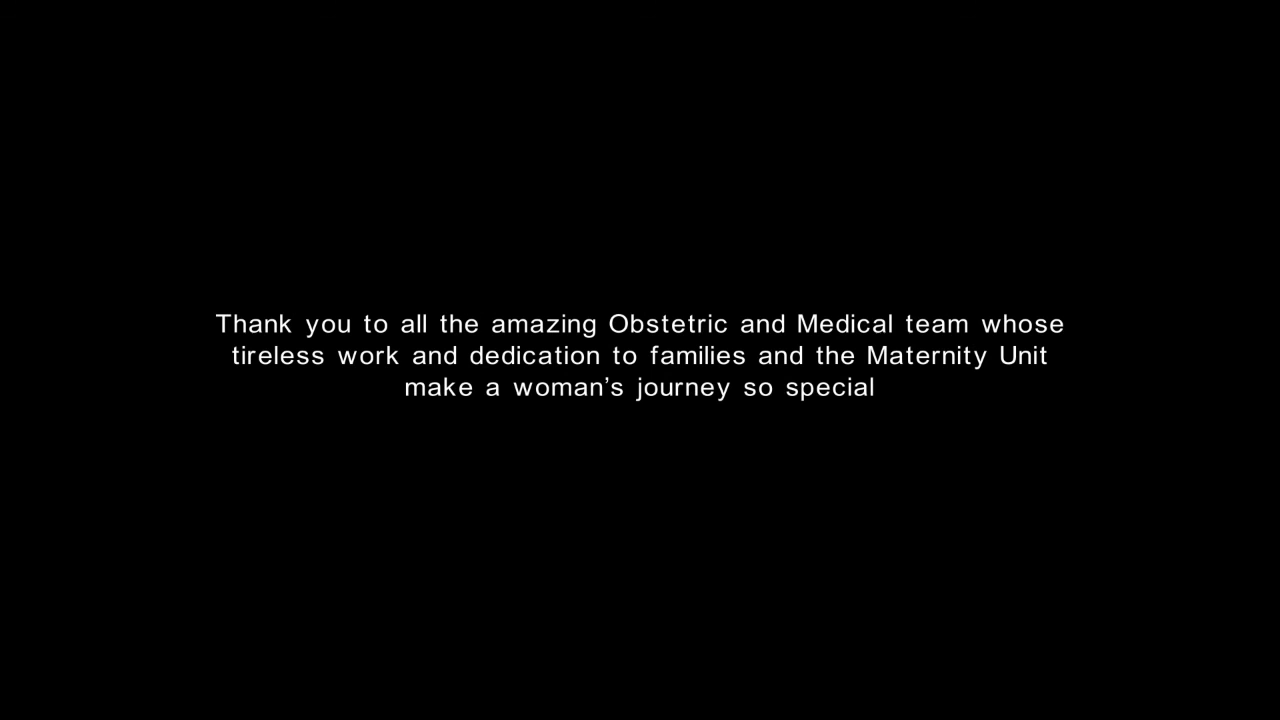 Thank you to all the amazing Obstetric and Medical team whose
tireless work and dedication to families and the Maternity Unit
make a woman’s journey so special